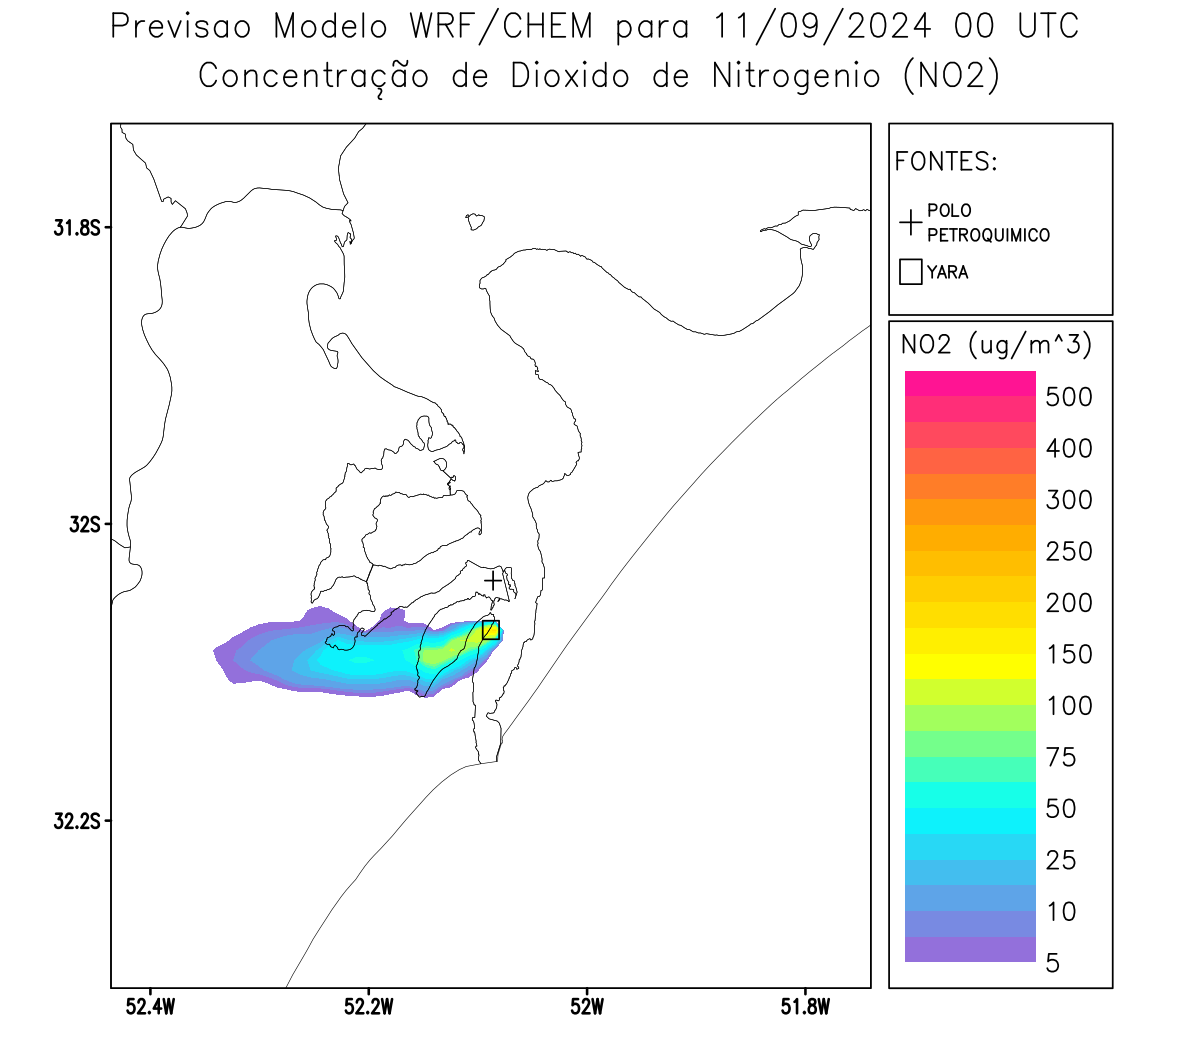 Previsao Modelo WRF/CHEM para 11/09/2024 00 UTC
Concentração de Dioxido de Nitrogenio (NO2)
FONTES:
POLO
PETROQUIMICO
YARA
NO2 (ug/m^3)
500
400
300
250
200
150
100
75
50
25
10
5
31.8S
32S
32.2S
52.4W
52.2W
52W
51.8W